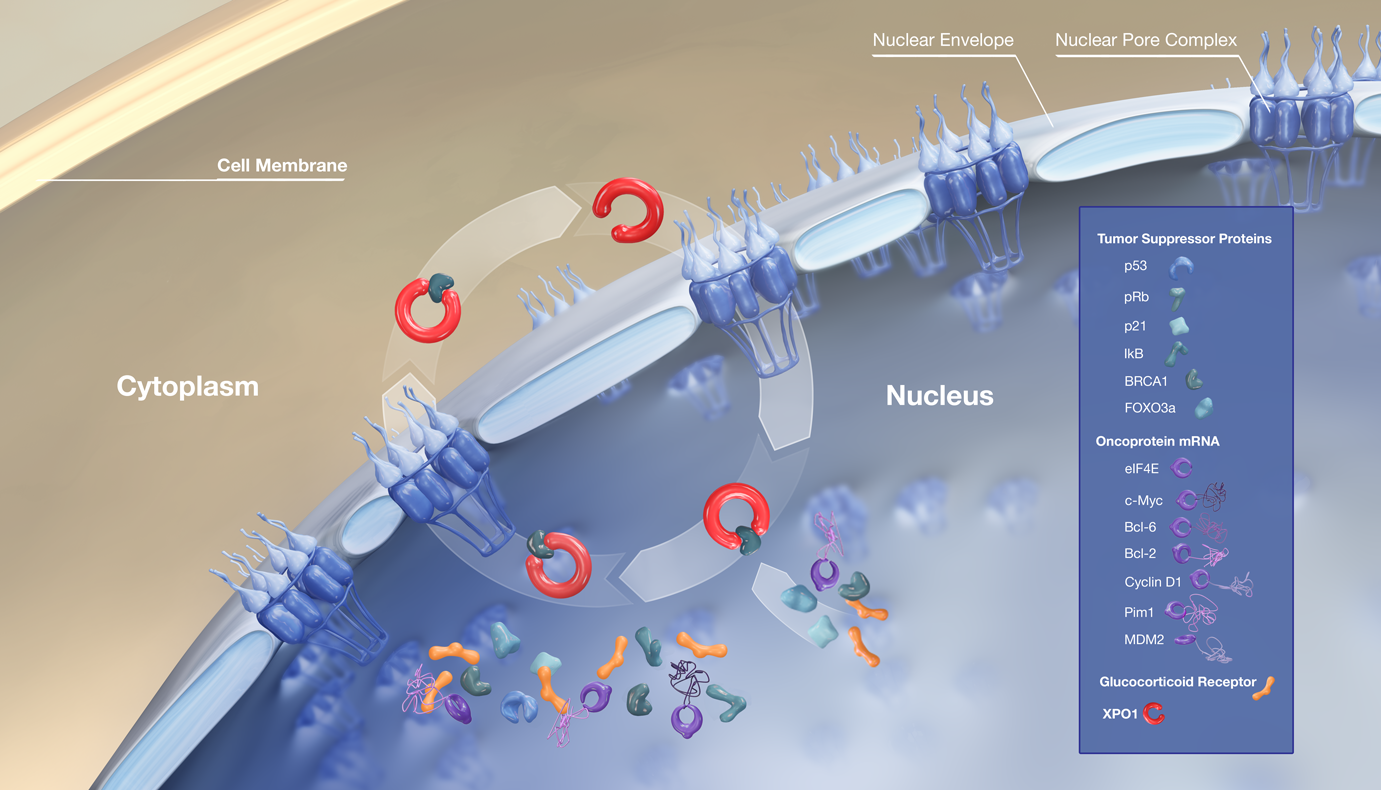 Nuclear Envelope
Nuclear Pore Complex
Cell Membrane
Cytoplasm
Nucleus
Tumor Suppressor Proteins
p53
pRb
p21
IkB
BRCA1
FOXO3a
Oncoprotein mRNA
eIF4E
c-Myc
Bcl-6
Bcl-2
Cyclin D1
Pim1
MDM2
Glucocorticoid Receptor
XPO1